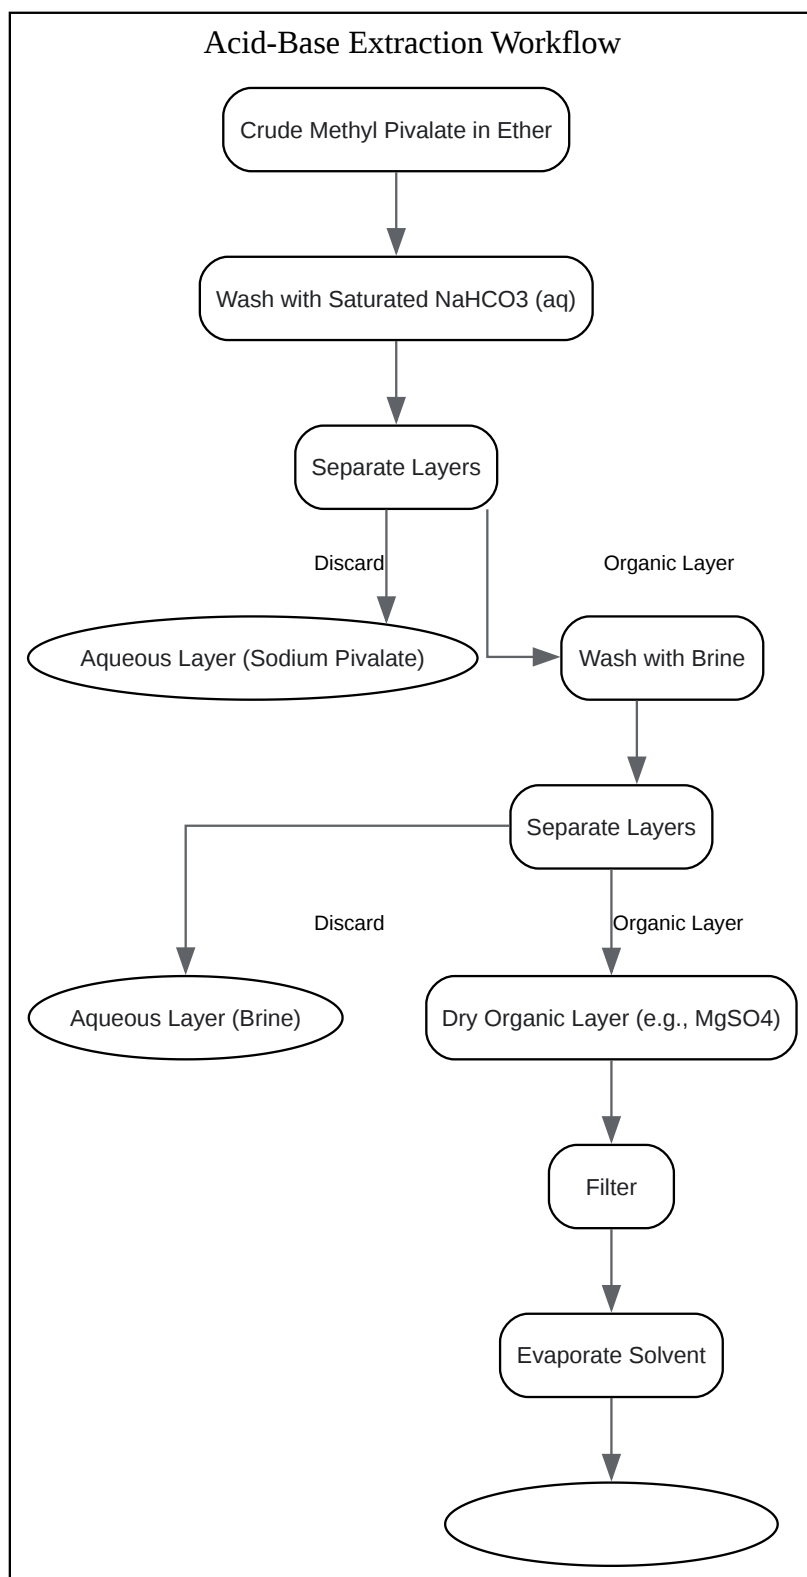 Acid-Base Extraction Workflow
Crude Methyl Pivalate in Ether
Wash with Saturated NaHCO3 (aq)
Separate Layers
Discard
Organic Layer
Aqueous Layer (Sodium Pivalate)
Wash with Brine
Separate Layers
Discard
Organic Layer
Aqueous Layer (Brine)
Dry Organic Layer (e.g., MgSO4)
Filter
Evaporate Solvent